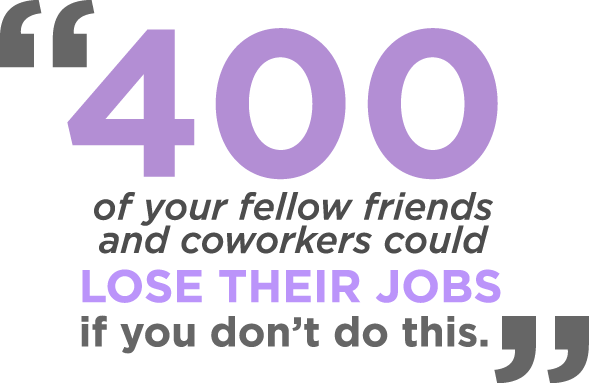 “400
of your fellow friends
and coworkers could
LOSE THEIR JOBS
if you don’t do this.”